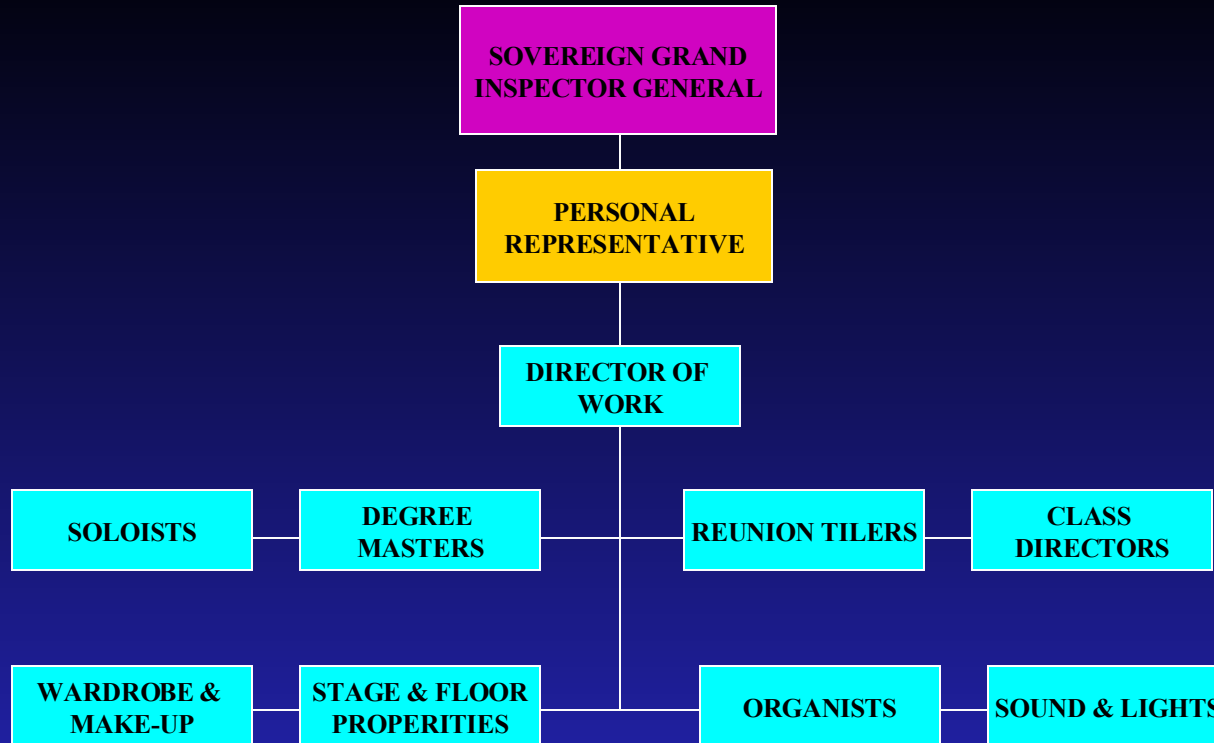 SOVEREIGN GRAND
INSPECTOR GENERAL
PERSONAL
REPRESENTATIVE
DIRECTOR OF
WORK
SOLOISTS
DEGREE
MASTERS
REUNION TILERS
CLASS
DIRECTORS
WARDROBE &
MAKE-UP
STAGE & FLOOR
PROPERITIES
ORGANISTS
SOUND & LIGHTS